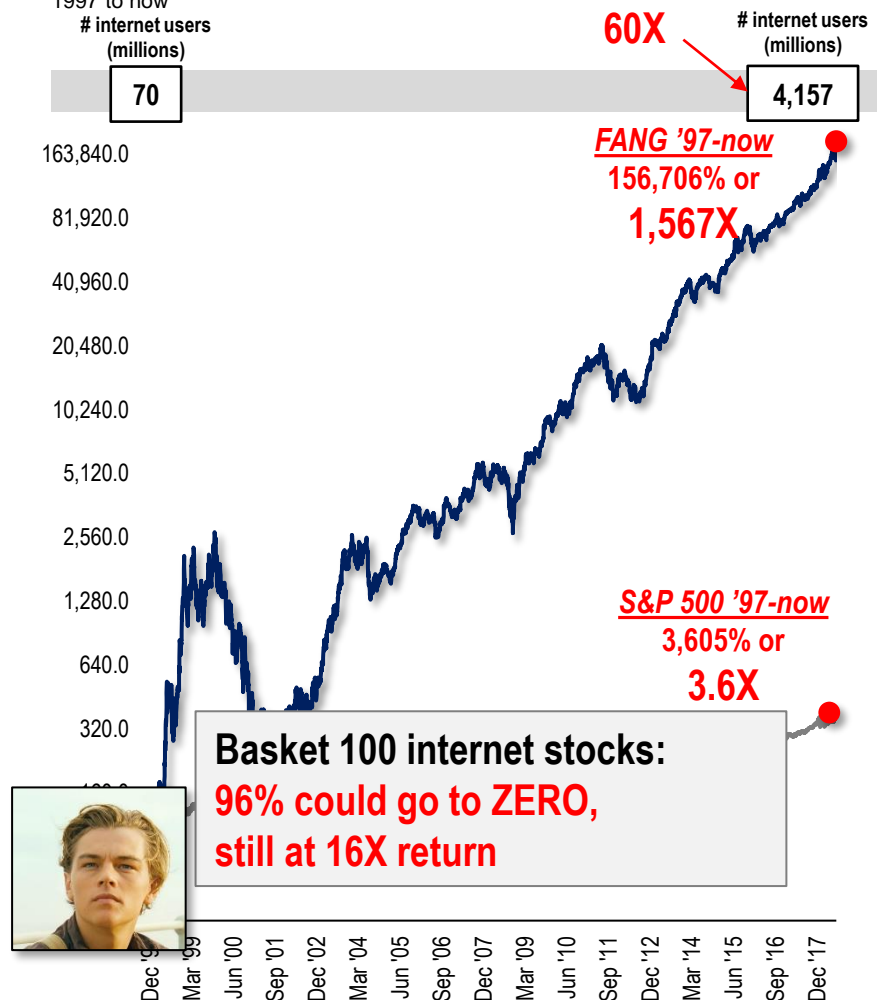 1997 to now
# internet users
(millions)
70
60X
# internet users
(millions)
4,157
FANG ’97-now
156,706% or
1,567X
163,840.0
81,920.0
40,960.0
20,480.0
10,240.0
5,120.0
2,560.0
1,280.0
640.0
320.0
S&P 500 ’97-now
3,605% or
3.6X
Basket 100 internet stocks:
96% could go to ZERO,
still at 16X return
Mar '99
Jun '00
Sep '01
Dec '02
Mar '04
Jun '05
Sep '06
Dec '07
Mar '09
Jun '10
Sep '11
Dec '12
Mar '14
Jun '15
Sep '16
Dec '17